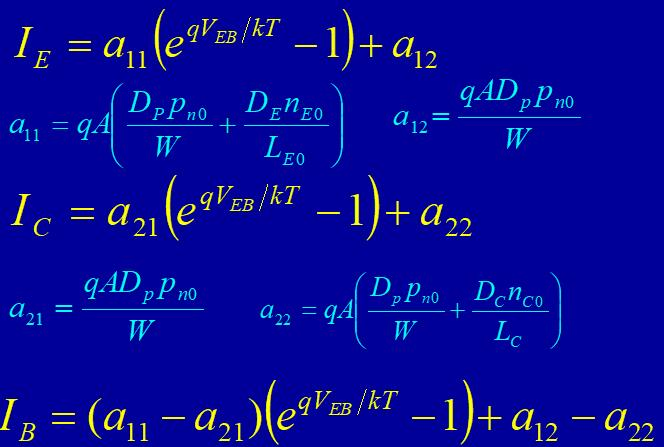 I_E = a_11(e^{qV_EB/kT} − 1) + a_12
a_11 = qA(D_P p_n0/W + D_E n_E0/L_E0) a_12 = qAD_p p_n0/W
I_C = a_21(e^{qV_EB/kT} − 1) + a_22
a_21 = qAD_p p_n0/W a_22 = qA(D_p p_n0/W + D_C n_C0/L_C)
I_B = (a_11 − a_21)(e^{qV_EB/kT} − 1) + a_12 − a_22